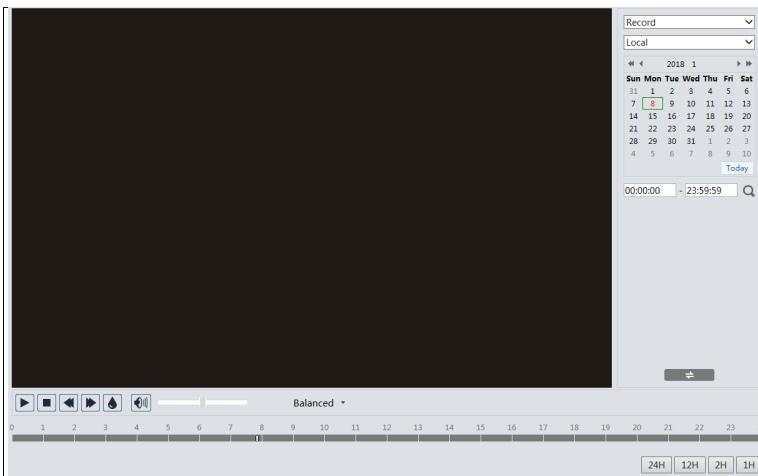 Record
Local
2018 1
Sun Mon Tue Wed Thu Fri Sat
31 1 2 3 4 5 6
7 8 9 10 11 12 13
14 15 16 17 18 19 20
21 22 23 24 25 26 27
28 29 30 31 1 2 3
4 5 6 7 8 9 10
Today
00:00:00 - 23:59:59
Balanced
0 1 2 3 4 5 6 7 8 9 10 11 12 13 14 15 16 17 18 19 20 21 22 23
24H 12H 2H 1H